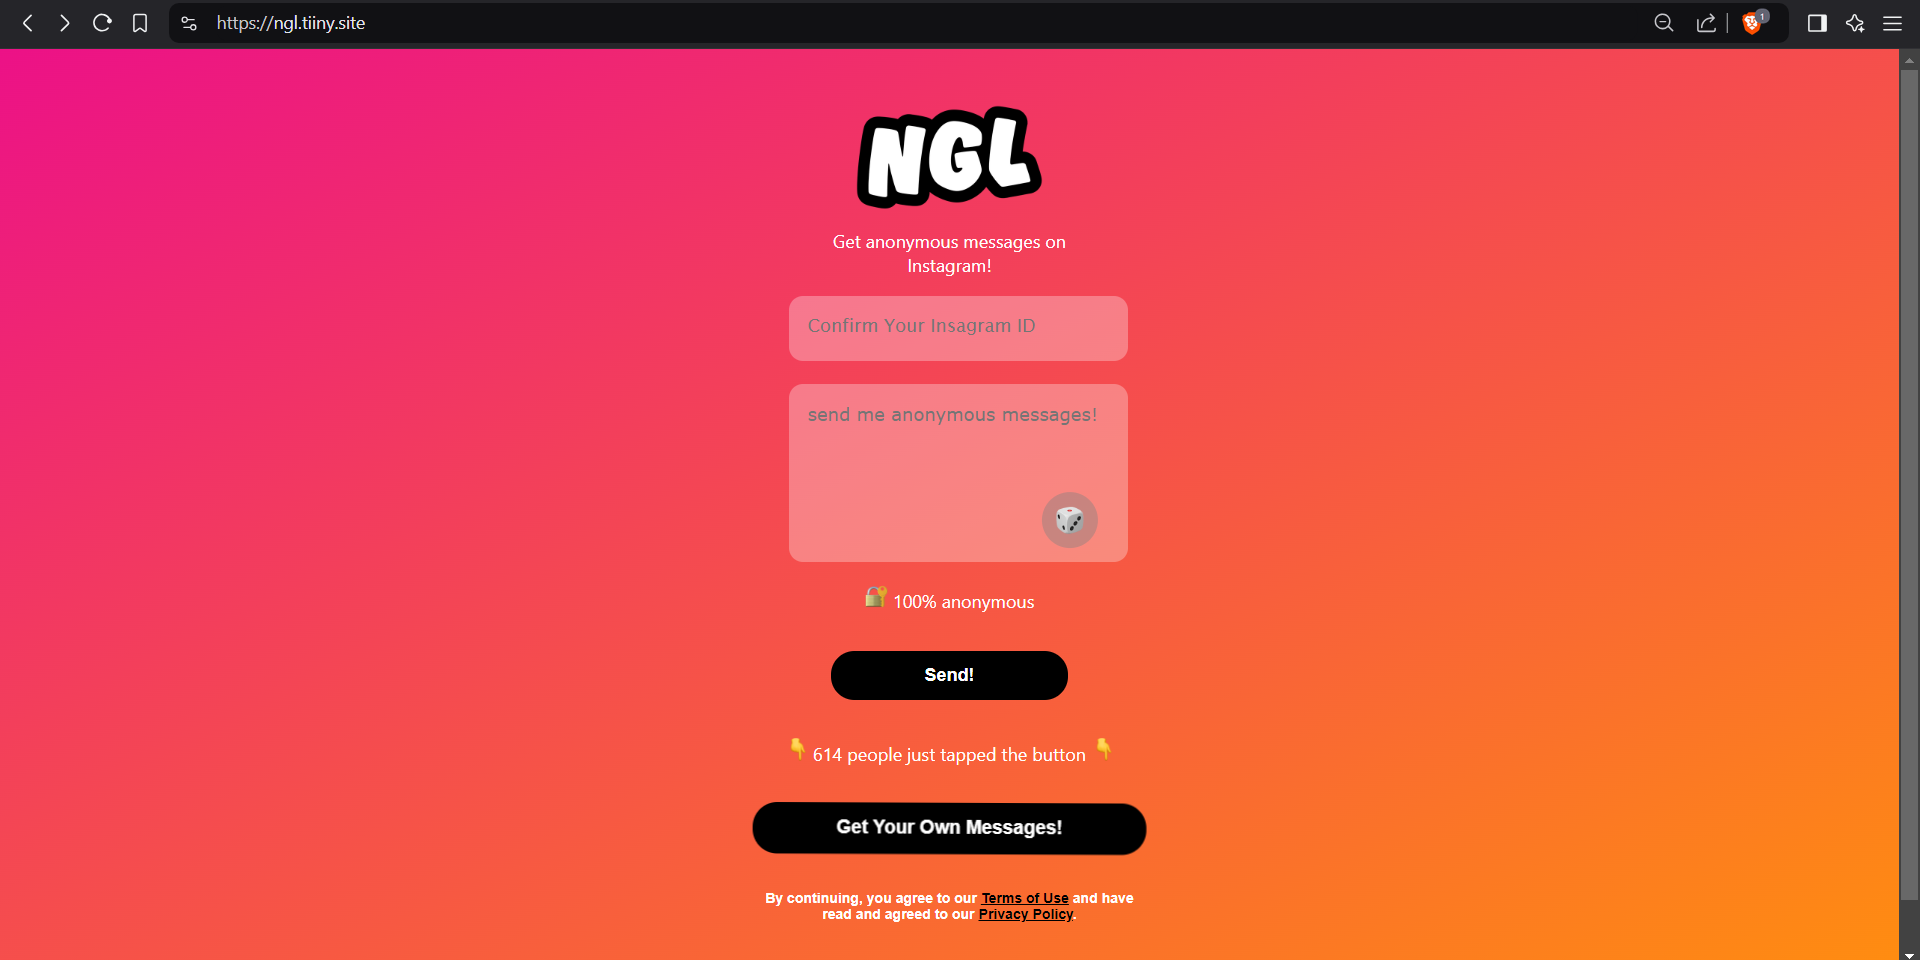 https://ngl.tiiny.site
1
NGL
Get anonymous messages on
Instagram!
Confirm Your Insagram ID
send me anonymous messages!
100% anonymous
Send!
614 people just tapped the button
Get Your Own Messages!
By continuing, you agree to our Terms of Use and have
read and agreed to our Privacy Policy.